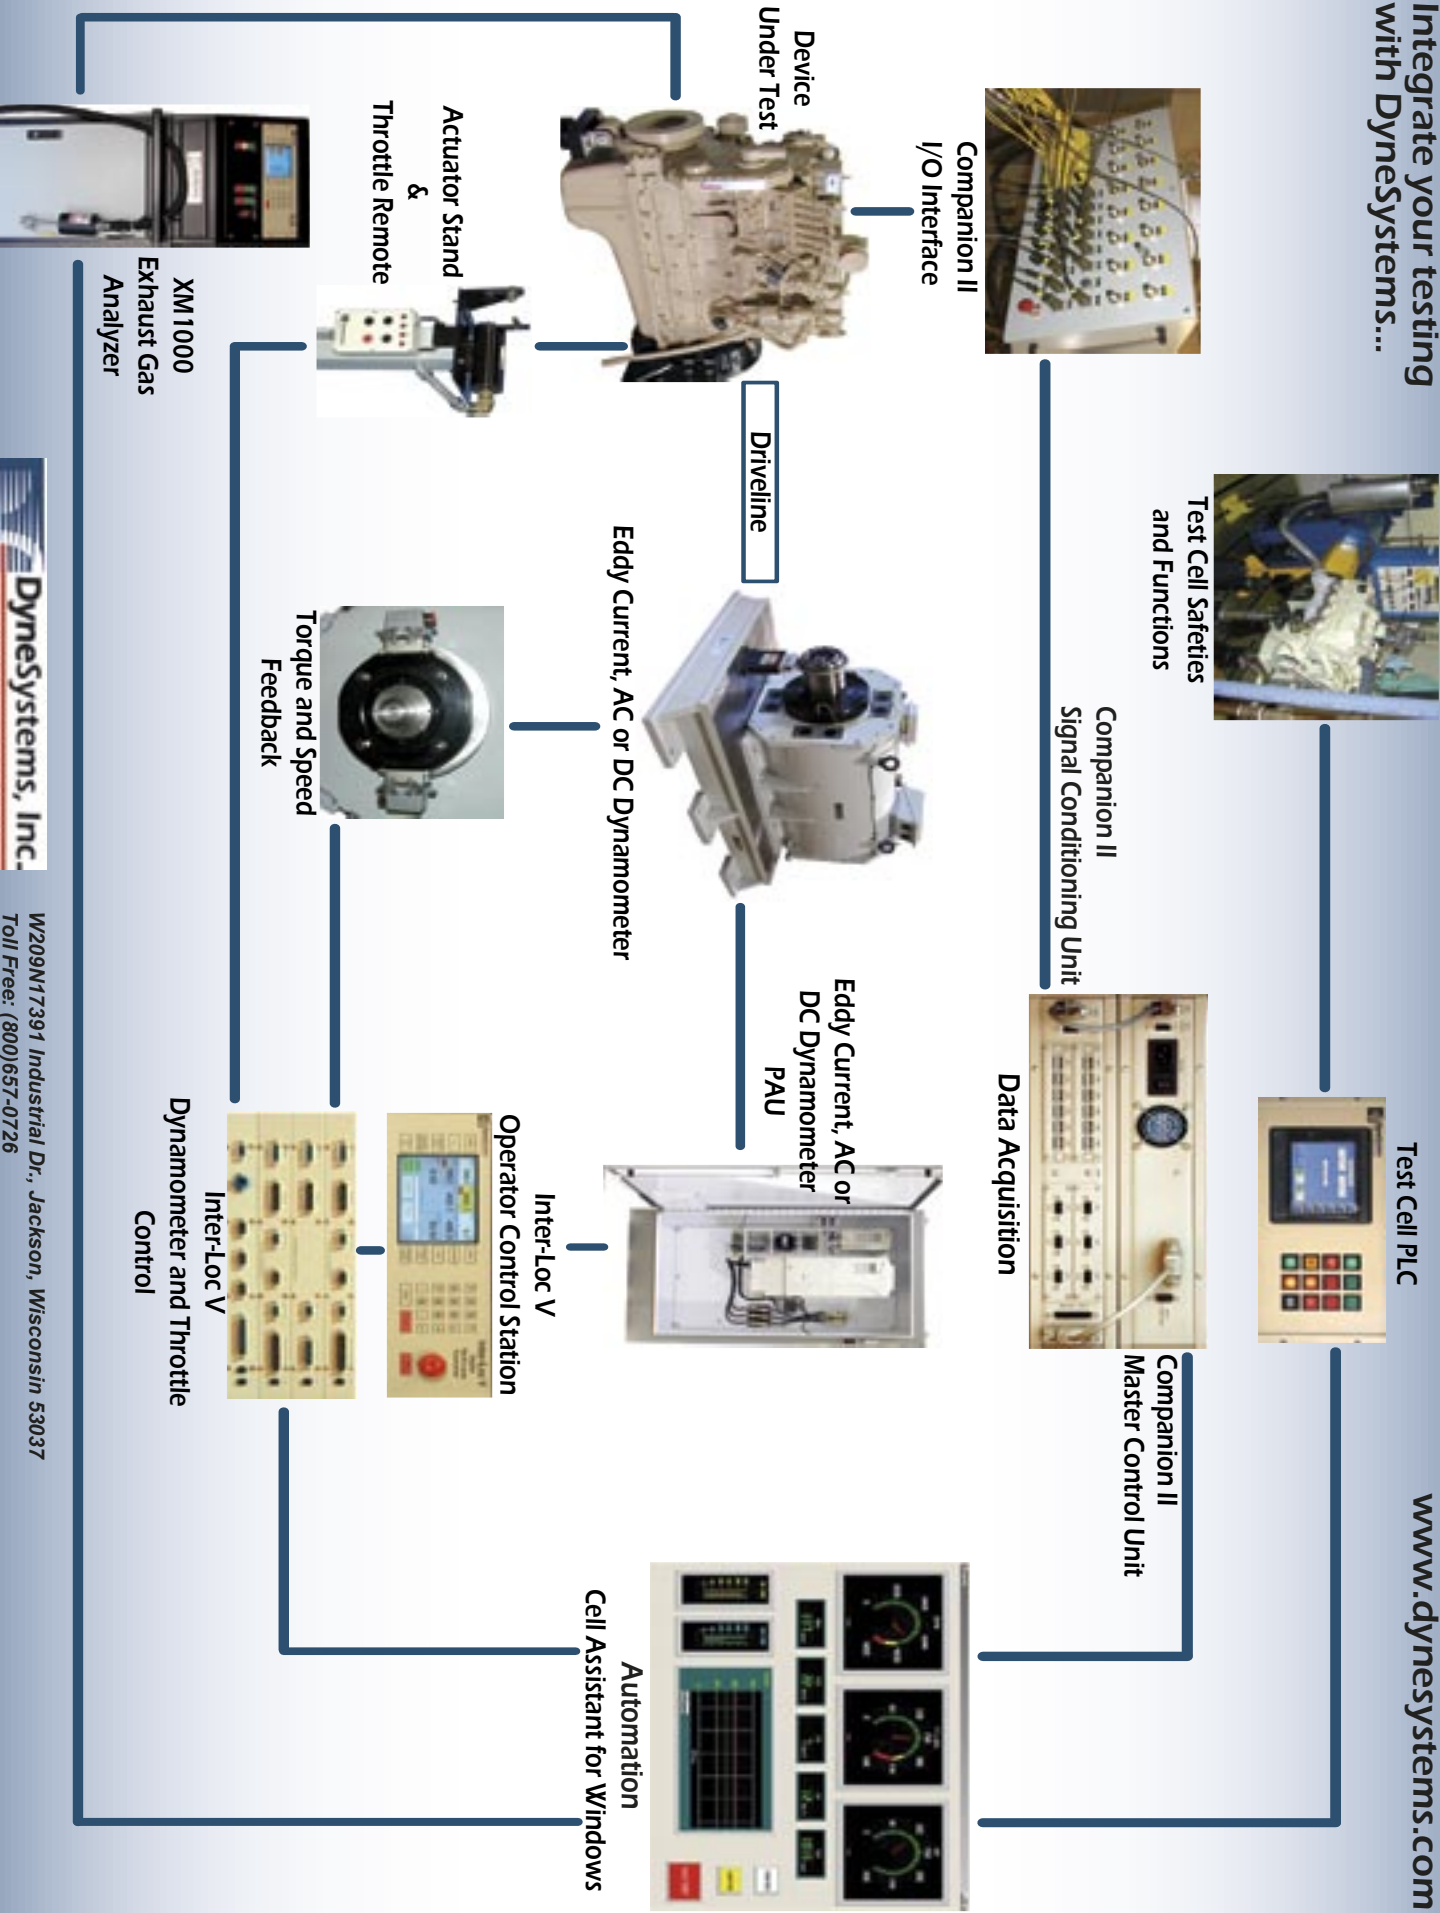 Integrate your testing
with DyneSystems...
www.dynesystems.com
Test Cell Safeties
and Functions
Test Cell PLC
Companion II
I/O Interface
Companion II
Signal Conditioning Unit
Data Acquisition
Companion II
Master Control Unit
Device
Under Test
Driveline
Eddy Current, AC or DC Dynamometer
Eddy Current, AC or
DC Dynamometer
PAU
Automation
Cell Assistant for Windows
Actuator Stand
&
Throttle Remote
Torque and Speed
Feedback
Inter-Loc V
Operator Control Station
Inter-Loc V
Dynamometer and Throttle
Control
XM1000
Exhaust Gas
Analyzer
DyneSystems, Inc.
W209N17391 Industrial Dr., Jackson, Wisconsin 53037
Toll Free: (800)657-0726